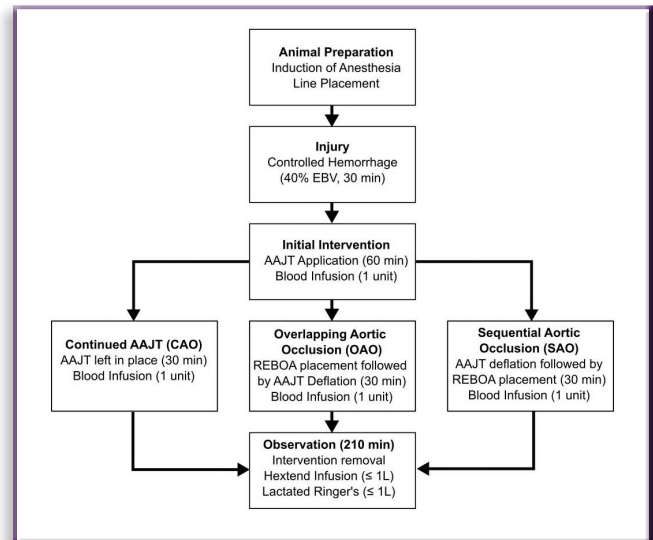 Animal Preparation
Induction of Anesthesia
Line Placement
Injury
Controlled Hemorrhage
(40% EBV, 30 min)
Initial Intervention
AAJT Application (60 min)
Blood Infusion (1 unit)
Continued AAJT (CAO)
AAJT left in place (30 min)
Blood Infusion (1 unit)
Overlapping Aortic
Occlusion (OAO)
REBOA placement followed
by AAJT Deflation (30 min)
Blood Infusion (1 unit)
Sequential Aortic
Occlusion (SAO)
AAJT deflation followed by
REBOA placement (30 min)
Blood Infusion (1 unit)
Observation (210 min)
Intervention removal
Hextend Infusion (≤ 1L)
Lactated Ringer's (≤ 1L)